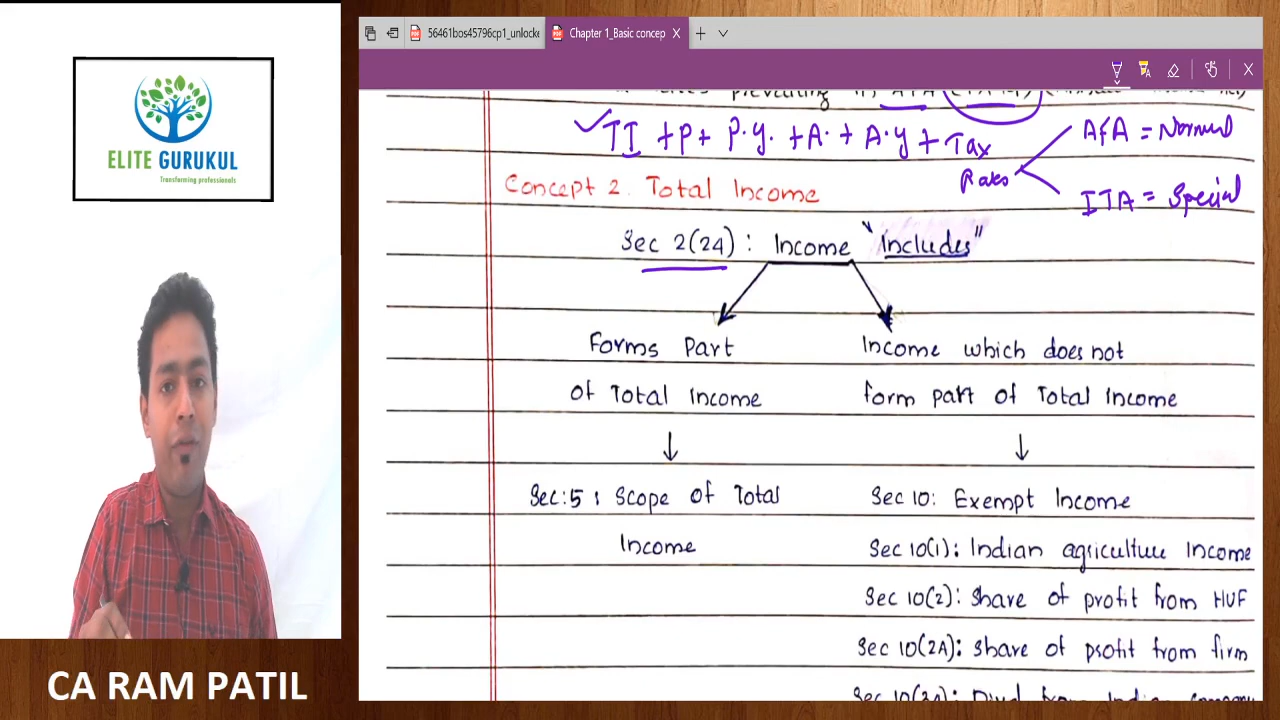 ELITE GURUKUL
Transforming professionals
CA RAM PATIL
56461bos45796cp1_unlocke
Chapter 1_Basic concep
prevailing in A.Y.
TI + P + P.Y. + A. + A.Y + Tax
Rates
AFA = Normal
ITA = Special
Concept 2. Total Income
Sec 2(24) : Income "Includes"
Forms Part
of Total Income
Sec:5 : Scope of Total
Income
Income which does not
form part of Total Income
Sec 10: Exempt Income
Sec 10(1): Indian agriculture Income
Sec 10(2): Share of profit from HUF
Sec 10(2A): Share of profit from firm